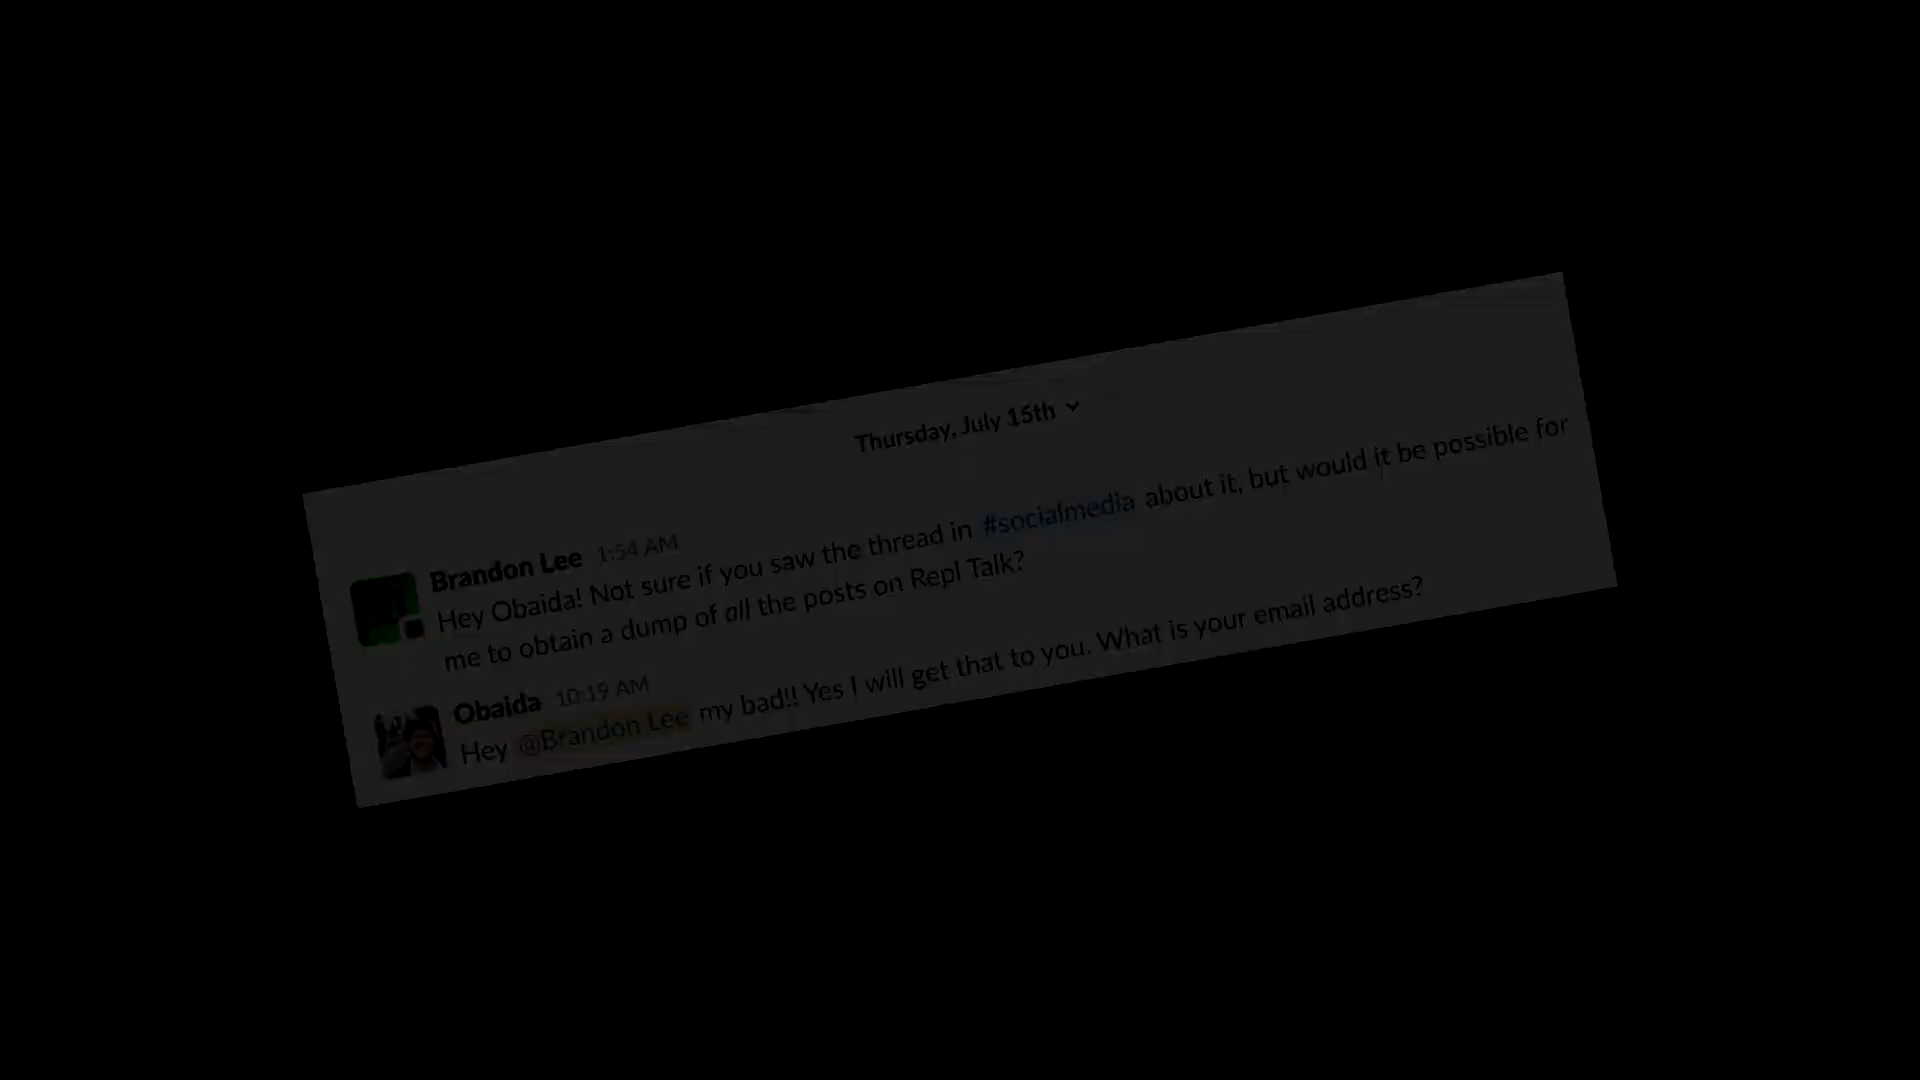 Thursday, July 15th
Brandon Lee 1:54 AM
Hey Obaida! Not sure if you saw the thread in #socialmedia about it, but would it be possible for
me to obtain a dump of all the posts on Repl Talk?
Obaida 10:19 AM
Hey @Brandon Lee my bad!! Yes I will get that to you. What is your email address?